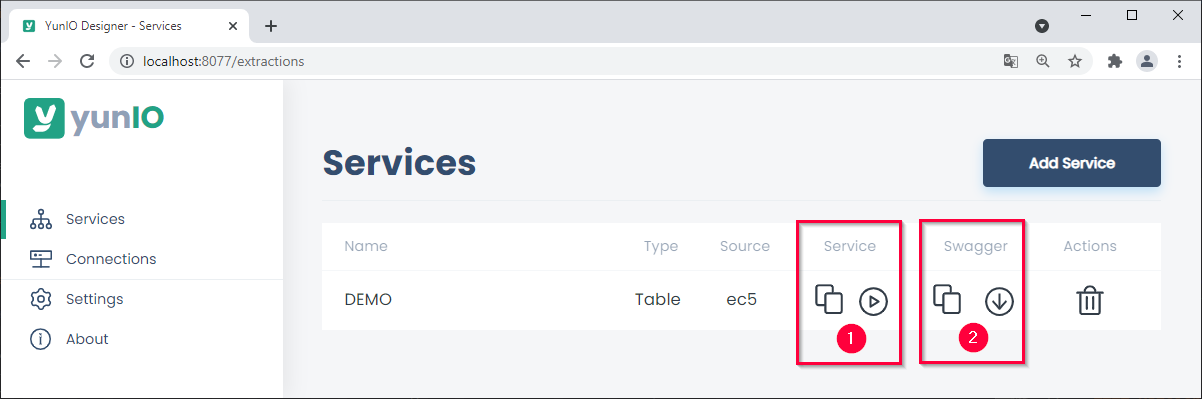 YunIO Designer - Services
localhost:8077/extractions
yunIO
Services
Add Service
Services
Connections
Settings
About
Name Type Source Service Swagger Actions
DEMO Table ec5
1 2